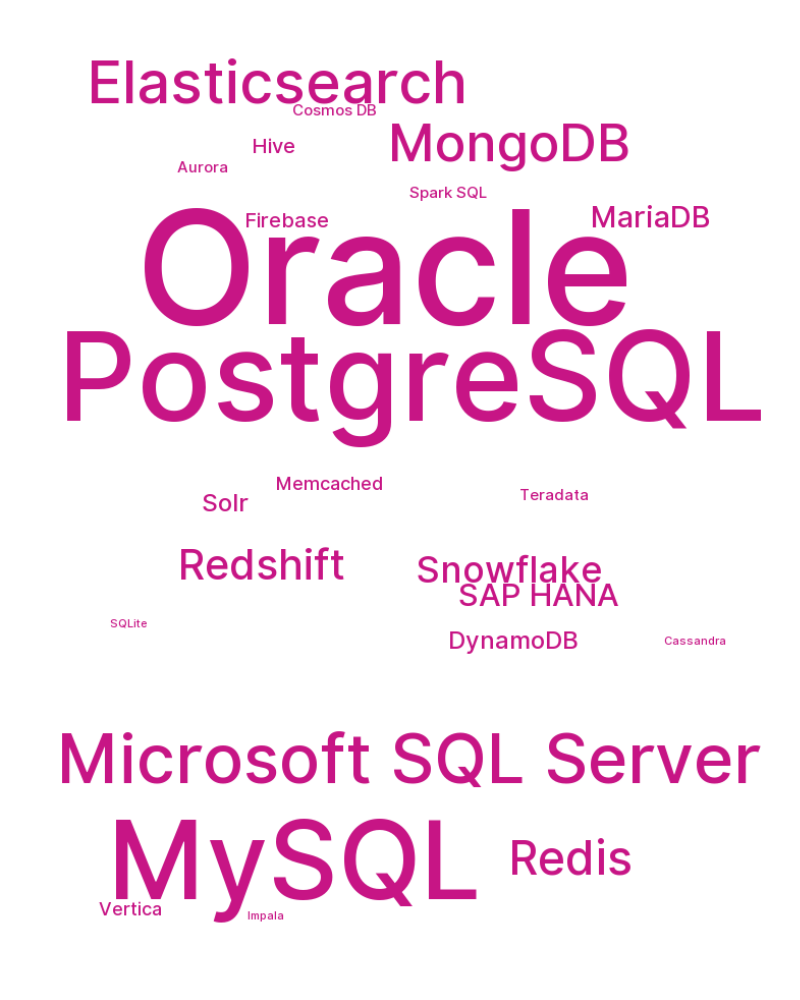 Elasticsearch
Cosmos DB
MongoDB
Hive
Aurora
Spark SQL
Firebase
MariaDB
Oracle
PostgreSQL
Memcached
Teradata
Solr
Redshift
Snowflake
SAP HANA
SQLite
DynamoDB
Cassandra
Microsoft SQL Server
MySQL
Redis
Vertica
Impala